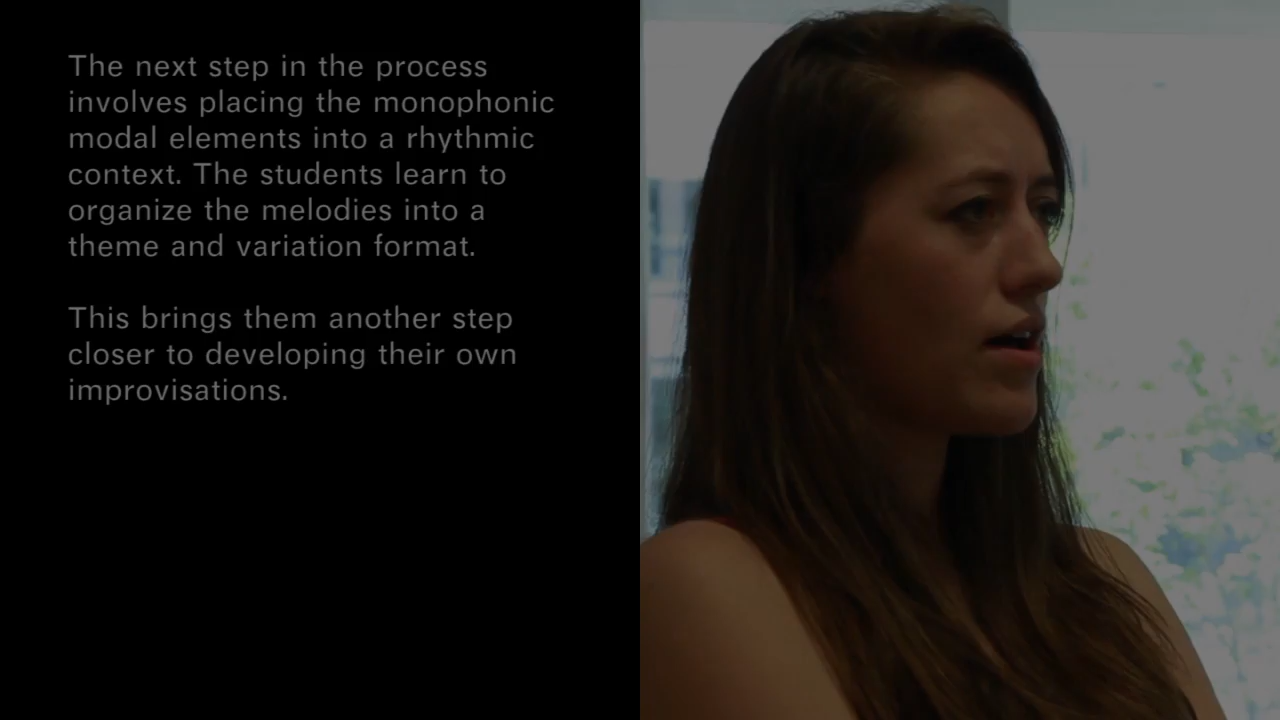 The next step in the process
involves placing the monophonic
modal elements into a rhythmic
context. The students learn to
organize the melodies into a
theme and variation format.
This brings them another step
closer to developing their own
improvisations.